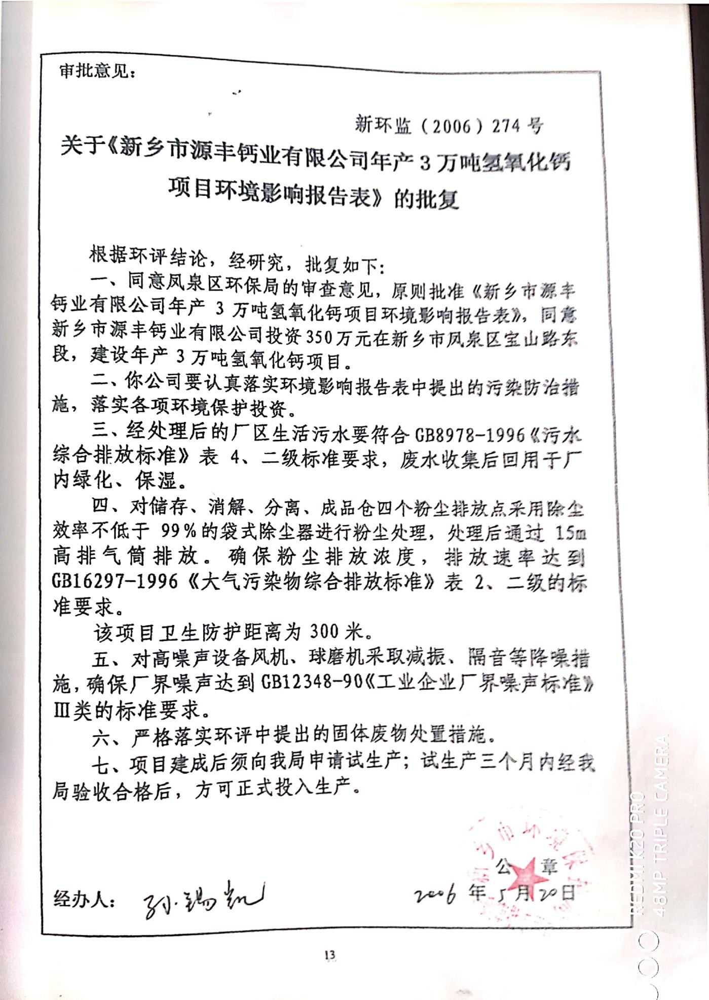 审批意见：
新环监（2006）274号
关于《新乡市源丰钙业有限公司年产3万吨氢氧化钙
项目环境影响报告表》的批复
根据环评结论，经研究，批复如下：
一、同意凤泉区环保局的审查意见，原则批准《新乡市源丰
钙业有限公司年产 3 万吨氢氧化钙项目环境影响报告表》，同意
新乡市源丰钙业有限公司投资350万元在新乡市凤泉区宝山路东
段，建设年产 3 万吨氢氧化钙项目。
二、你公司要认真落实环境影响报告表中提出的污染防治措
施，落实各项环境保护投资。
三、经处理后的厂区生活污水要符合GB8978-1996《污水
综合排放标准》表 4、二级标准要求，废水收集后回用于厂
内绿化、保湿。
四、对储存、消解、分离、成品仓四个粉尘排放点采用除尘
效率不低于 99%的袋式除尘器进行粉尘处理，处理后通过 15m
高排气筒排放。确保粉尘排放浓度，排放速率达到
GB16297-1996《大气污染物综合排放标准》表 2、二级的标
准要求。
该项目卫生防护距离为 300 米。
五、对高噪声设备风机、球磨机采取减振、隔音等降噪措
施，确保厂界噪声达到GB12348-90《工业企业厂界噪声标准》
Ⅲ类的标准要求。
六、严格落实环评中提出的固体废物处置措施。
七、项目建成后须向我局申请试生产；试生产三个月内经我
局验收合格后，方可正式投入生产。
新乡市环境保
公 章
经办人：孙锡凯
2006年5月20日
13
REDMI K20 PRO
48MP TRIPLE CAMERA